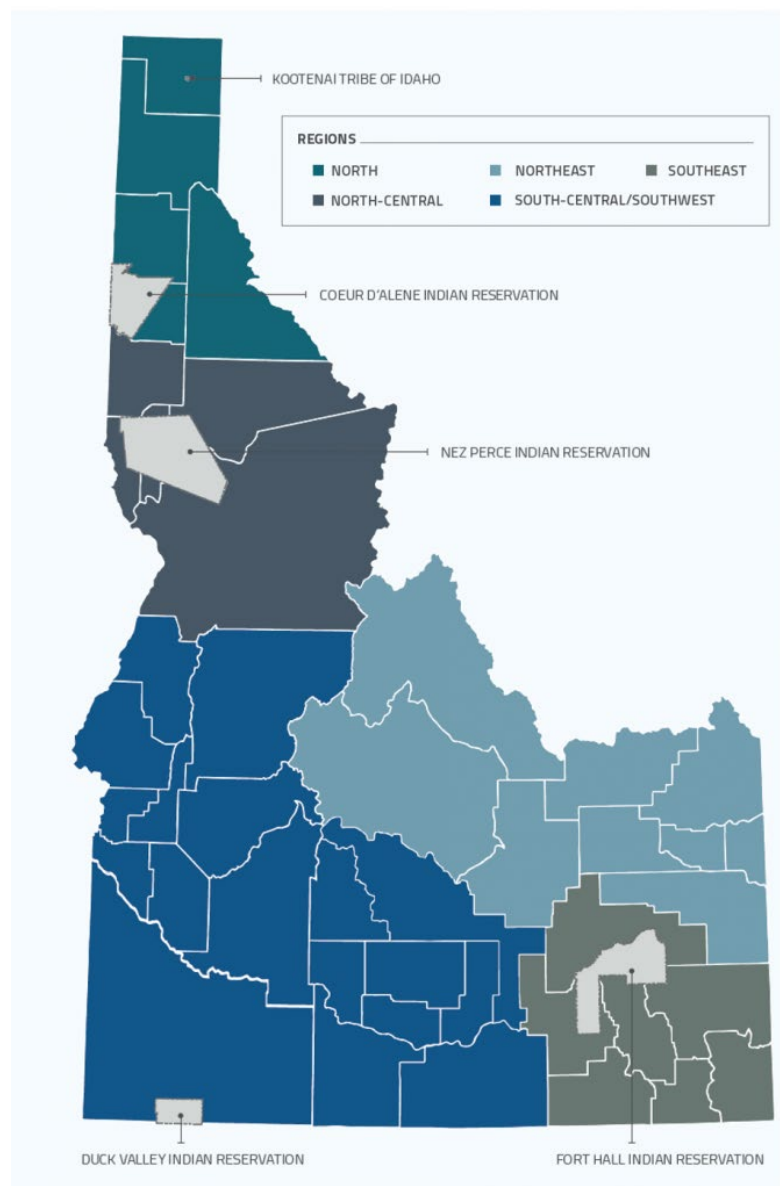 KOOTENAI TRIBE OF IDAHO
REGIONS
NORTH
NORTHEAST
SOUTHEAST
NORTH-CENTRAL
SOUTH-CENTRAL/SOUTHWEST
COEUR D'ALENE INDIAN RESERVATION
NEZ PERCE INDIAN RESERVATION
DUCK VALLEY INDIAN RESERVATION
FORT HALL INDIAN RESERVATION